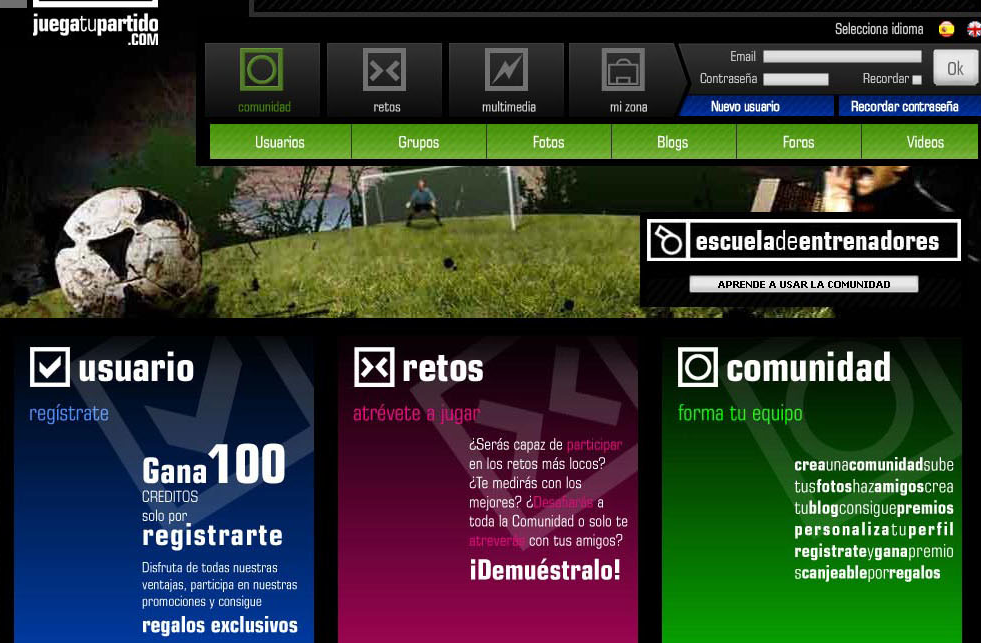 juegatupartido
.COM
Selecciona idioma
comunidad
retos
multimedia
mi zona
Email
Contraseña
Recordar
Ok
Nuevo usuario
Recordar contraseña
Usuarios
Grupos
Fotos
Blogs
Foros
Videos
escueladeentrenadores
APRENDE A USAR LA COMUNIDAD
usuario
regístrate
Gana100
CREDITOS
solo por
registrarte
Disfruta de todas nuestras
ventajas, participa en nuestras
promociones y consigue
regalos exclusivos
retos
atrévete a jugar
¿Serás capaz de participar
en los retos más locos?
¿Te medirás con los
mejores? ¿Desafiarás a
toda la Comunidad o solo te
atreverás con tus amigos?
¡Demuéstralo!
comunidad
forma tu equipo
creaunacomunidadsube
tusfotoshazamigoscrea
tublogconsiguepremios
personalizatuperfil
registrateyganapremio
scanjeableporregalos